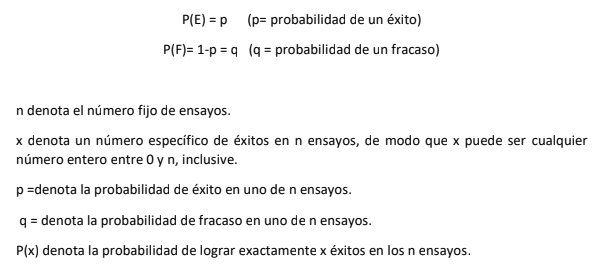 P(E) = p (p= probabilidad de un éxito)
P(F)= 1-p = q (q = probabilidad de un fracaso)
n denota el número fijo de ensayos.
x denota un número específico de éxitos en n ensayos, de modo que x puede ser cualquier
número entero entre 0 y n, inclusive.
p =denota la probabilidad de éxito en uno de n ensayos.
q = denota la probabilidad de fracaso en uno de n ensayos.
P(x) denota la probabilidad de lograr exactamente x éxitos en los n ensayos.